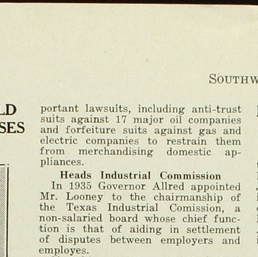 SOUTHW
LD
SES
portant lawsuits, including anti-trust
suits against 17 major oil companies
and forfeiture suits against gas and
electric companies to restrain them
from merchandising domestic ap-
pliances.
Heads Industrial Commission
In 1935 Governor Allred appointed
Mr. Looney to the chairmanship of
the Texas Industrial Comission, a
non-salaried board whose chief func-
tion is that of aiding in settlement
of disputes between employers and
employes.